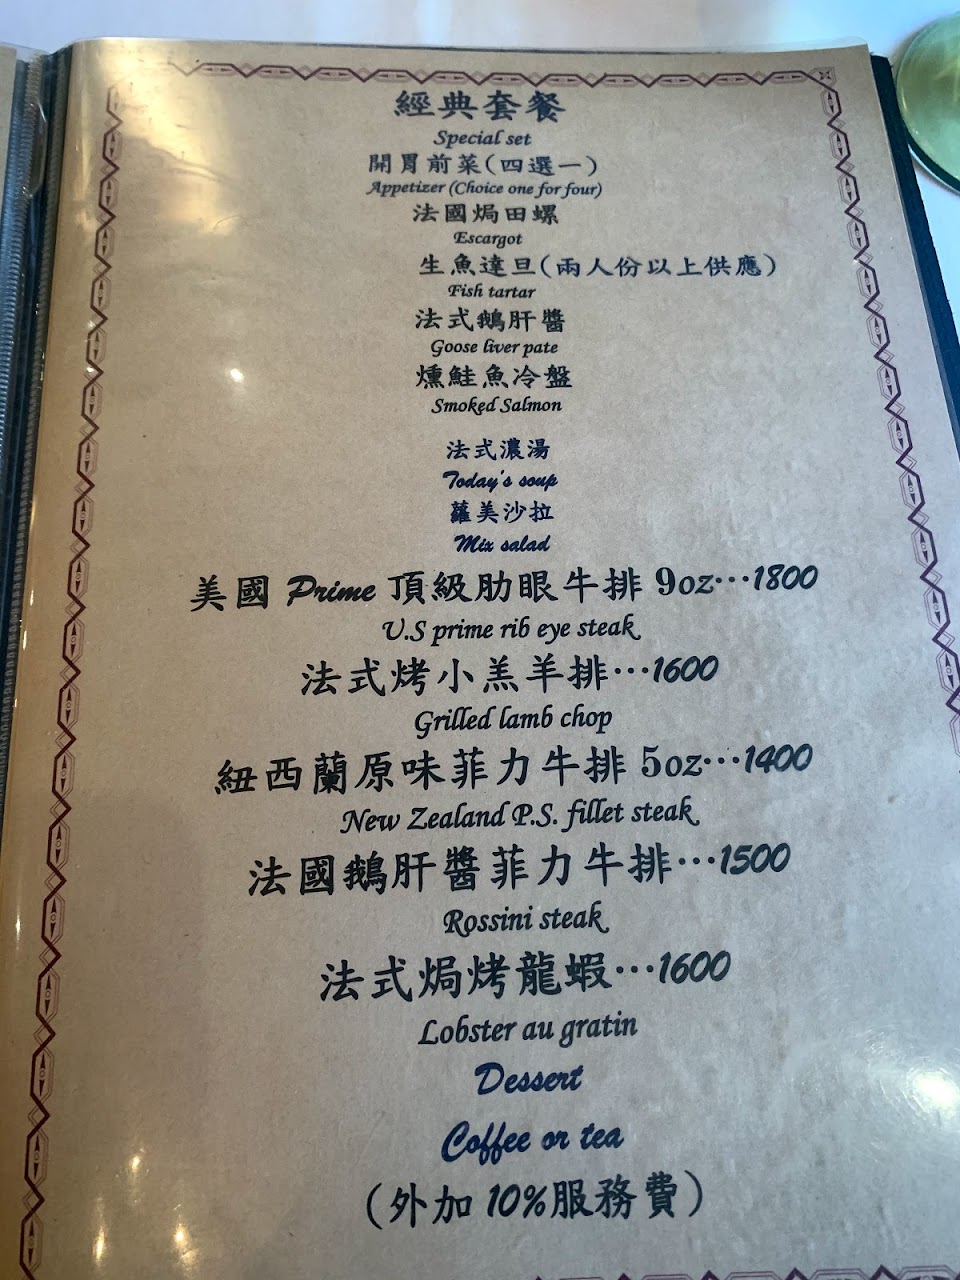 經典套餐
Special set
開胃前菜(四選一)
Appetizer (Choice one for four)
法國焗田螺
Escargot
生魚達旦(兩人份以上供應)
Fish tartar
法式鵝肝醬
Goose liver pate
燻鮭魚冷盤
Smoked Salmon
法式濃湯
Today's soup
蘿美沙拉
Mix salad
美國 Prime 頂級肋眼牛排 9oz…1800
U.S prime rib eye steak
法式烤小羔羊排…1600
Grilled lamb chop
紐西蘭原味菲力牛排 5oz…1400
New Zealand P.S. fillet steak
法國鵝肝醬菲力牛排…1500
Rossini steak
法式焗烤龍蝦…1600
Lobster au gratin
Dessert
Coffee or tea
(外加 10%服務費)